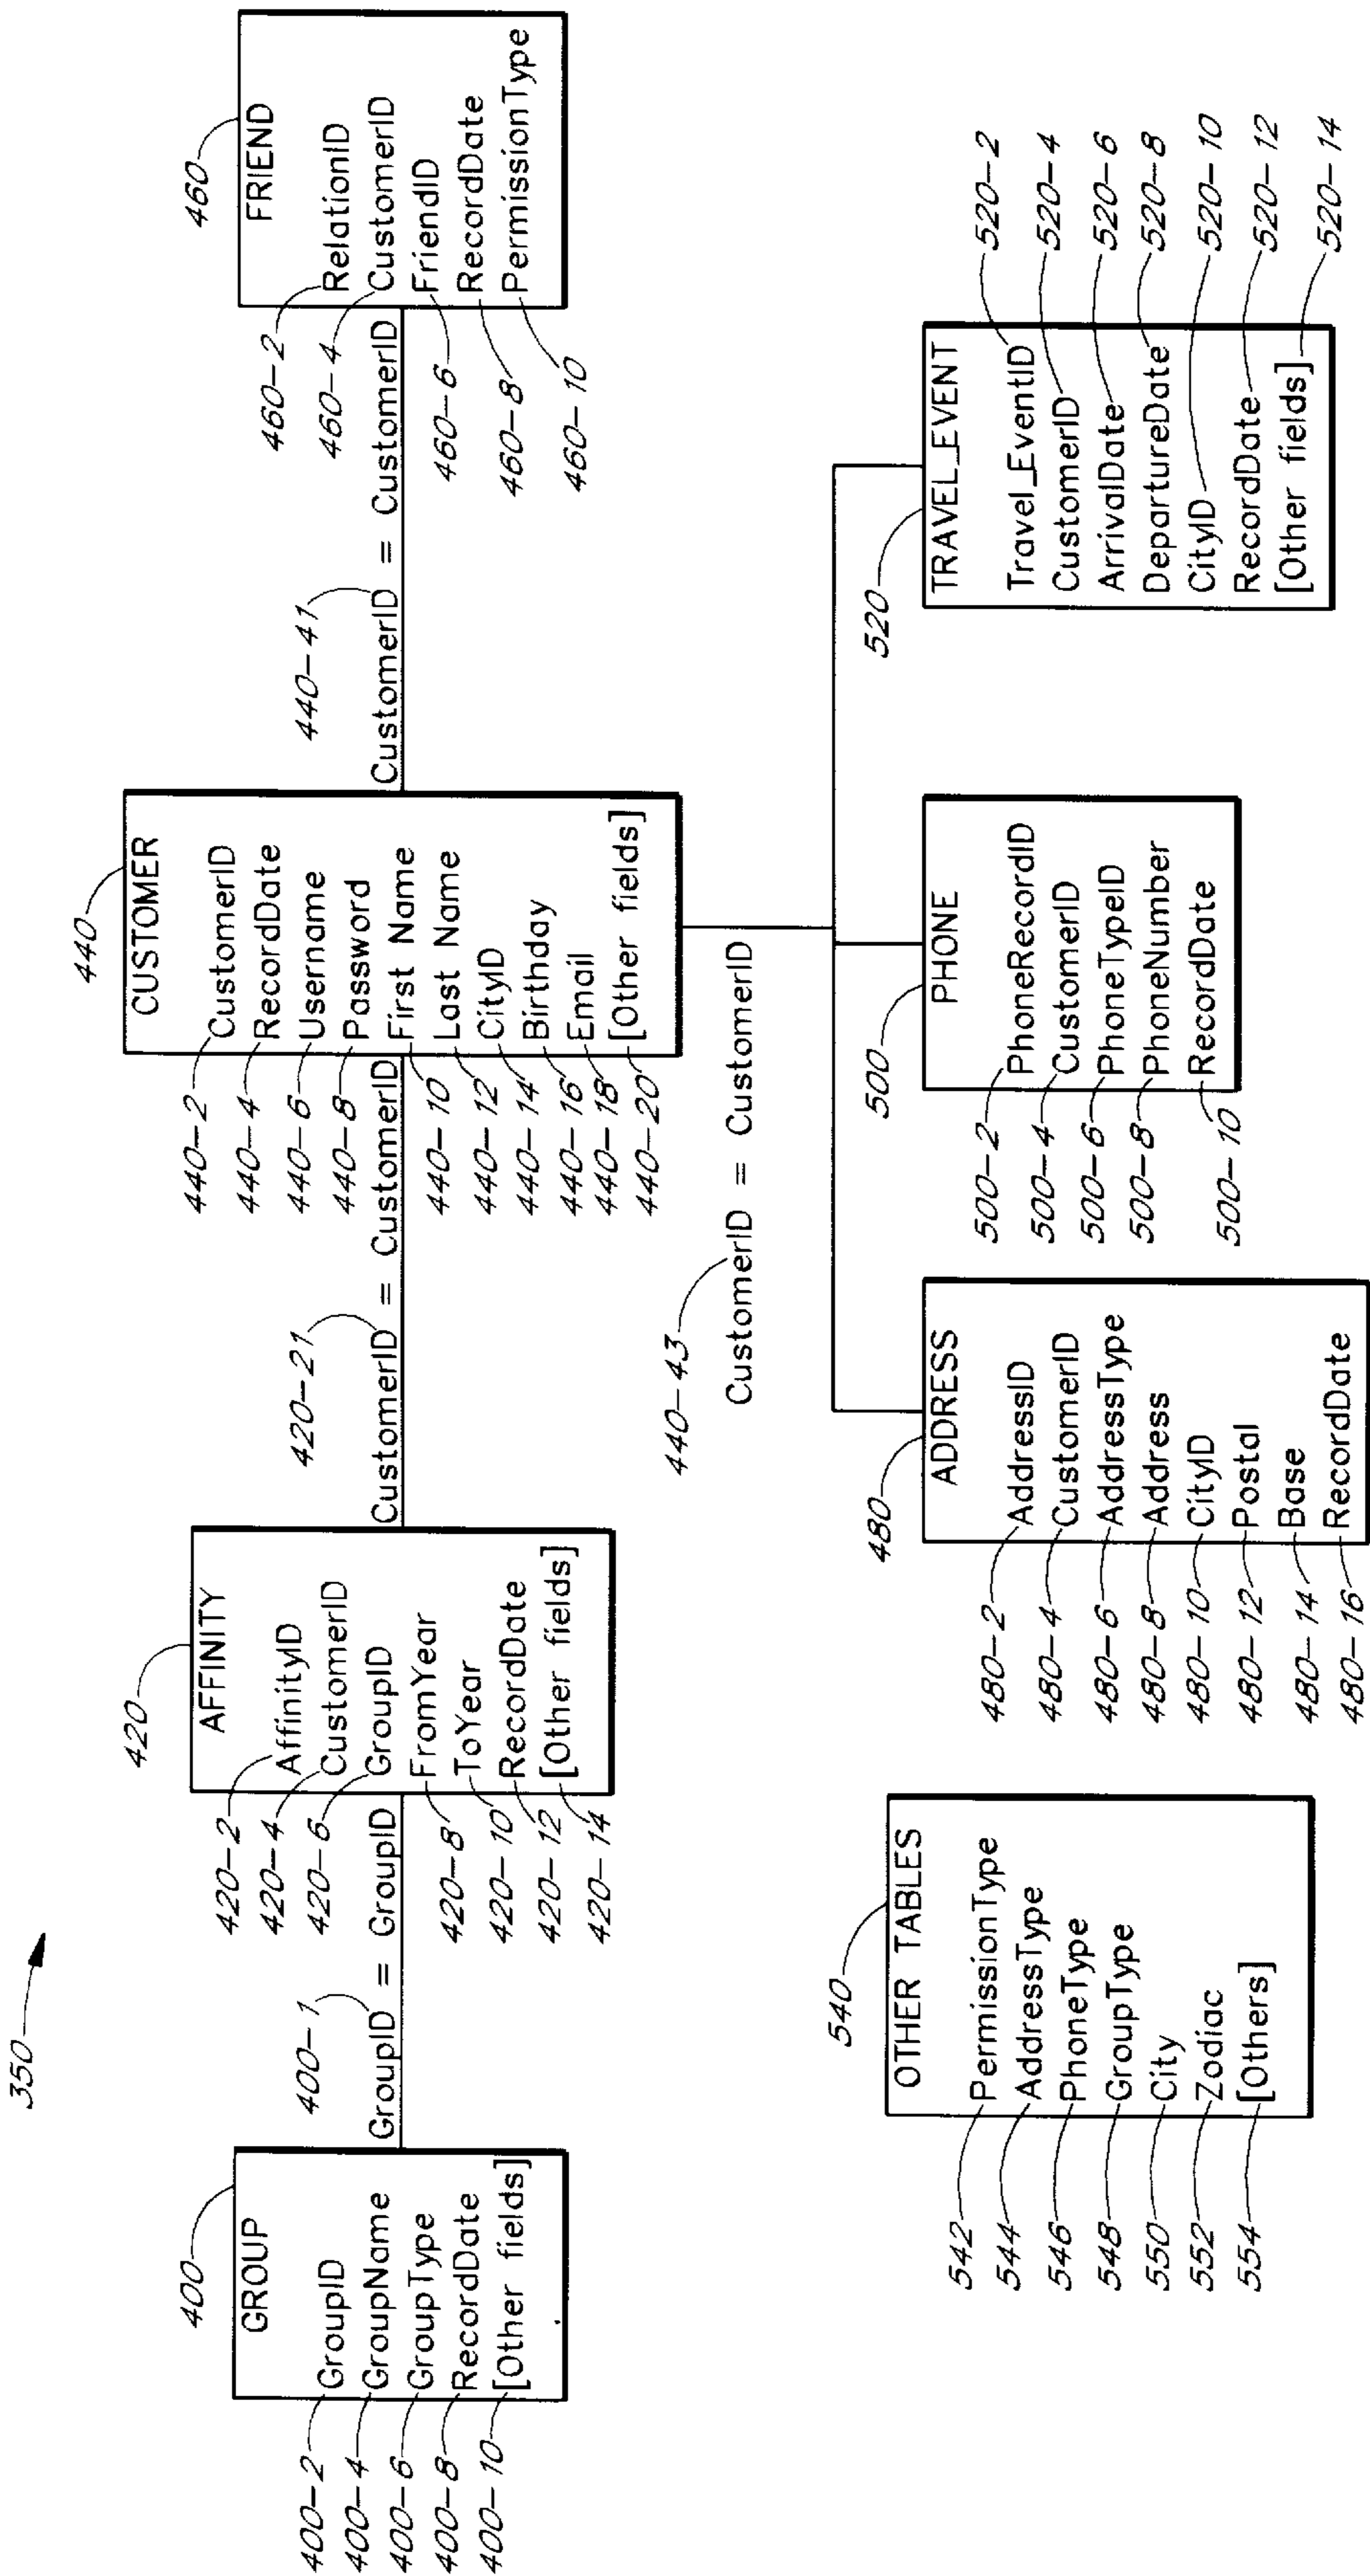 350
400
GROUP
400-2 GroupID
400-4 GroupName
400-6 GroupType
400-8 RecordDate
400-10 [Other fields]
400-1
GroupID = GroupID
420
AFFINITY
420-2 AffinityID
420-4 CustomerID
420-6 GroupID
420-8 FromYear
420-10 ToYear
420-12 RecordDate
420-14 [Other fields]
420-21
CustomerID = CustomerID
440
CUSTOMER
440-2 CustomerID
440-4 RecordDate
440-6 Username
440-8 Password
440-10 First Name
440-12 Last Name
440-14 CityID
440-16 Birthday
440-18 Email
440-20 [Other fields]
440-41
CustomerID = CustomerID
460
FRIEND
460-2 RelationID
460-4 CustomerID
460-6 FriendID
460-8 RecordDate
460-10 PermissionType
440-43
CustomerID = CustomerID
540
OTHER TABLES
542 PermissionType
544 AddressType
546 PhoneType
548 GroupType
550 City
552 Zodiac
554 [Others]
480
ADDRESS
480-2 AddressID
480-4 CustomerID
480-6 AddressType
480-8 Address
480-10 CityID
480-12 Postal
480-14 Base
480-16 RecordDate
500
PHONE
500-2 PhoneRecordID
500-4 CustomerID
500-6 PhoneTypeID
500-8 PhoneNumber
500-10 RecordDate
520
TRAVEL_EVENT
Travel_EventID 520-2
CustomerID 520-4
ArrivalDate 520-6
DepartureDate 520-8
CityID 520-10
RecordDate 520-12
[Other fields] 520-14